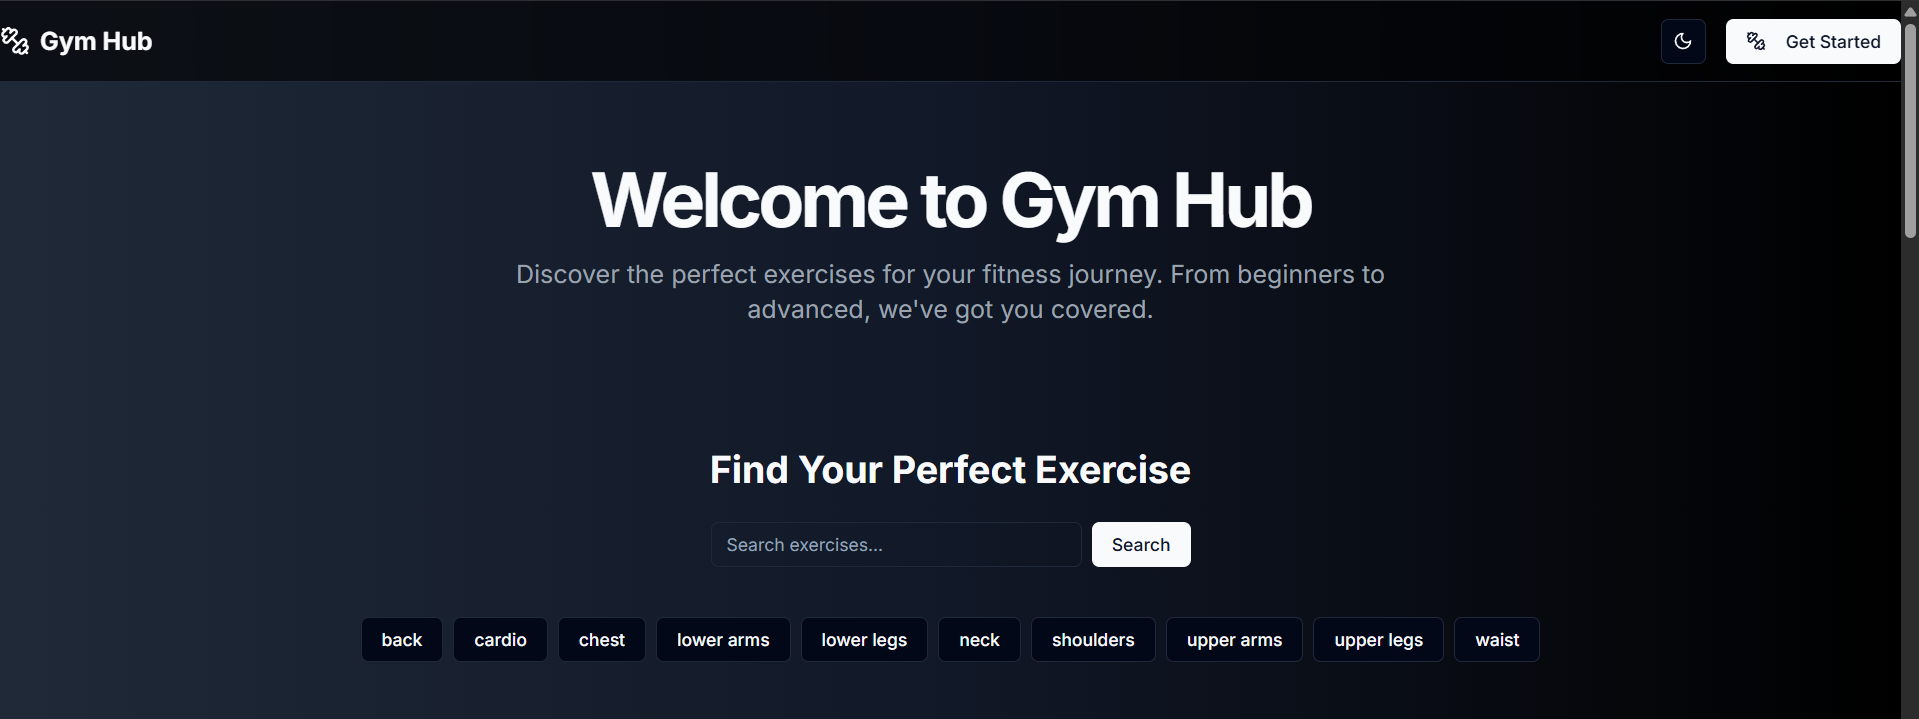 Gym Hub
Get Started
Welcome to Gym Hub
Discover the perfect exercises for your fitness journey. From beginners to
advanced, we've got you covered.
Find Your Perfect Exercise
Search exercises...
Search
back
cardio
chest
lower arms
lower legs
neck
shoulders
upper arms
upper legs
waist